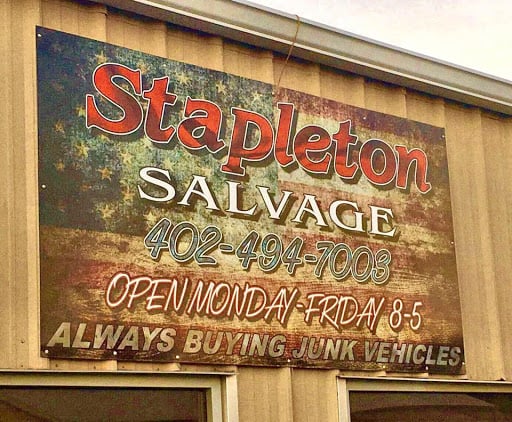 Stapleton
SALVAGE
402-494-7003
OPEN MONDAY-FRIDAY 8-5
ALWAYS BUYING JUNK VEHICLES